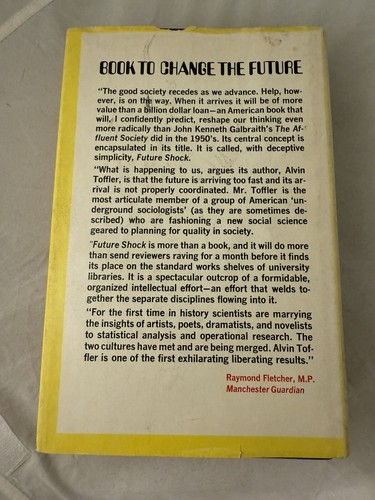 BOOK TO CHANGE THE FUTURE
"The good society recedes as we advance. Help, how-
ever, is on the way. When it arrives it will be of more
value than a billion dollar loan—an American book that
will, I confidently predict, reshape our thinking even
more radically than John Kenneth Galbraith's The Af-
fluent Society did in the 1950's. Its central concept is
encapsulated in its title. It is called, with deceptive
simplicity, Future Shock.
"What is happening to us, argues its author, Alvin
Toffler, is that the future is arriving too fast and its ar-
rival is not properly coordinated. Mr. Toffler is the
most articulate member of a group of American 'un-
derground sociologists' (as they are sometimes de-
scribed) who are fashioning a new social science
geared to planning for quality in society.
"Future Shock is more than a book, and it will do more
than send reviewers raving for a month before it finds
its place on the standard works shelves of university
libraries. It is a spectacular outcrop of a formidable,
organized intellectual effort—an effort that welds to-
gether the separate disciplines flowing into it.
"For the first time in history scientists are marrying
the insights of artists, poets, dramatists, and novelists
to statistical analysis and operational research. The
two cultures have met and are being merged. Alvin Tof-
fler is one of the first exhilarating liberating results."
Raymond Fletcher, M.P.
Manchester Guardian